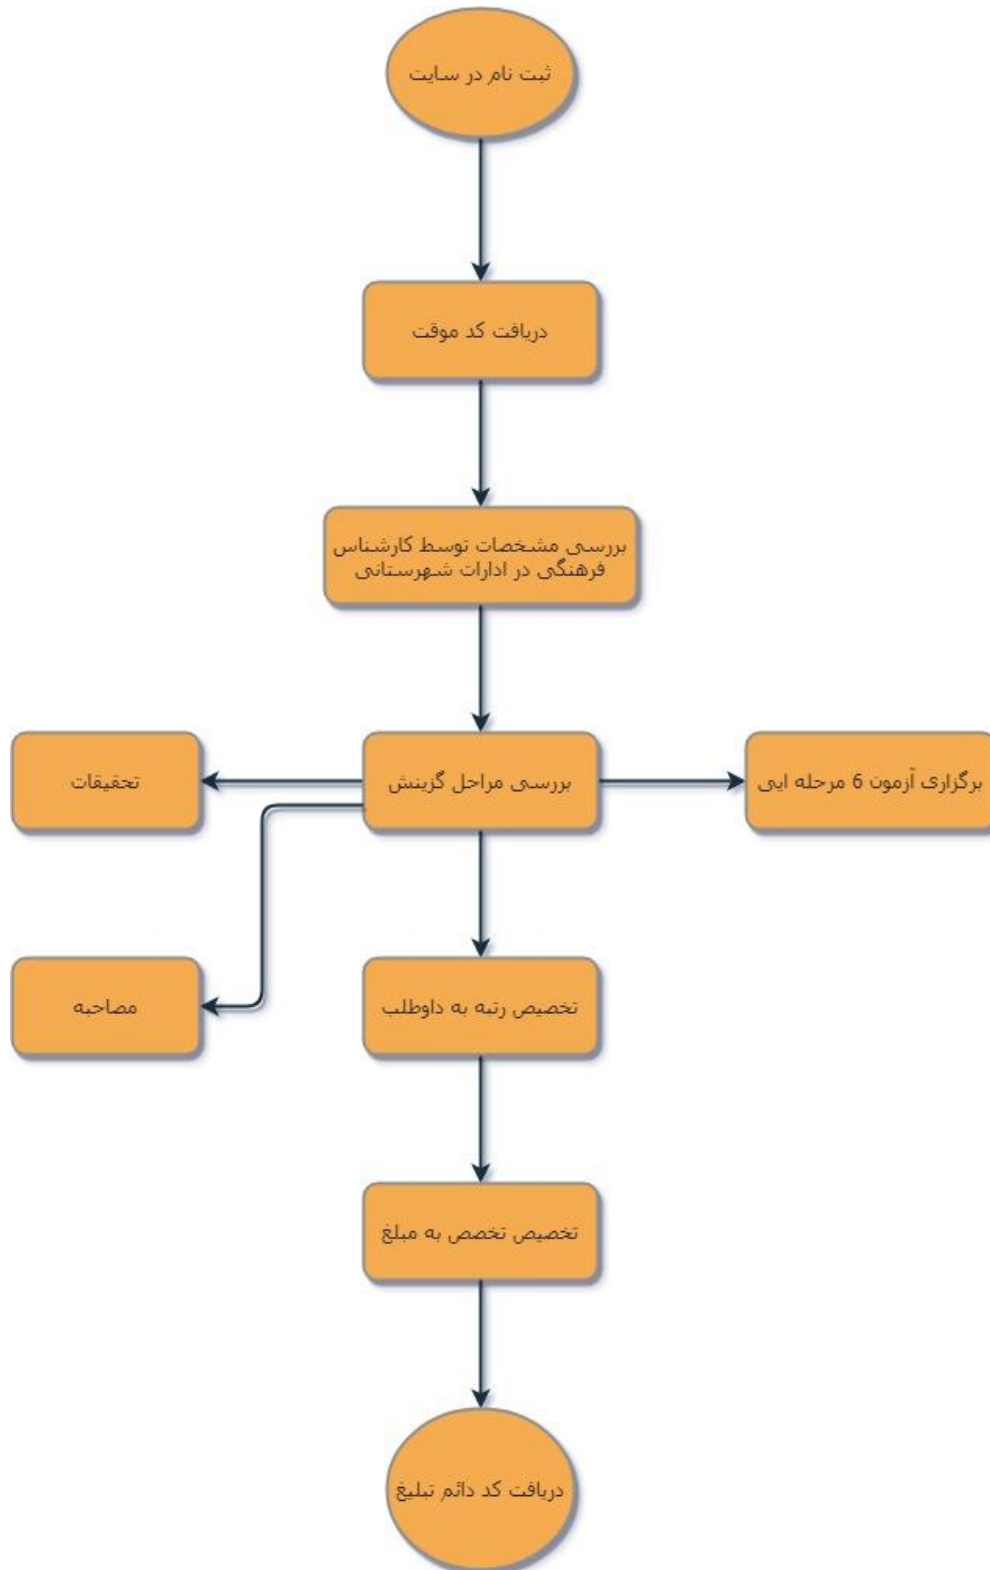 ثبت نام در سایت
دریافت کد موقت
بررسی مشخصات توسط کارشناس
فرهنگی در ادارات شهرستانی
برگزاری آزمون 6 مرحله ایی
بررسی مراحل گزینش
تحقیقات
تخصیص رتبه به داوطلب
مصاحبه
تخصیص تخصص به مبلغ
دریافت کد دائم تبلیغ